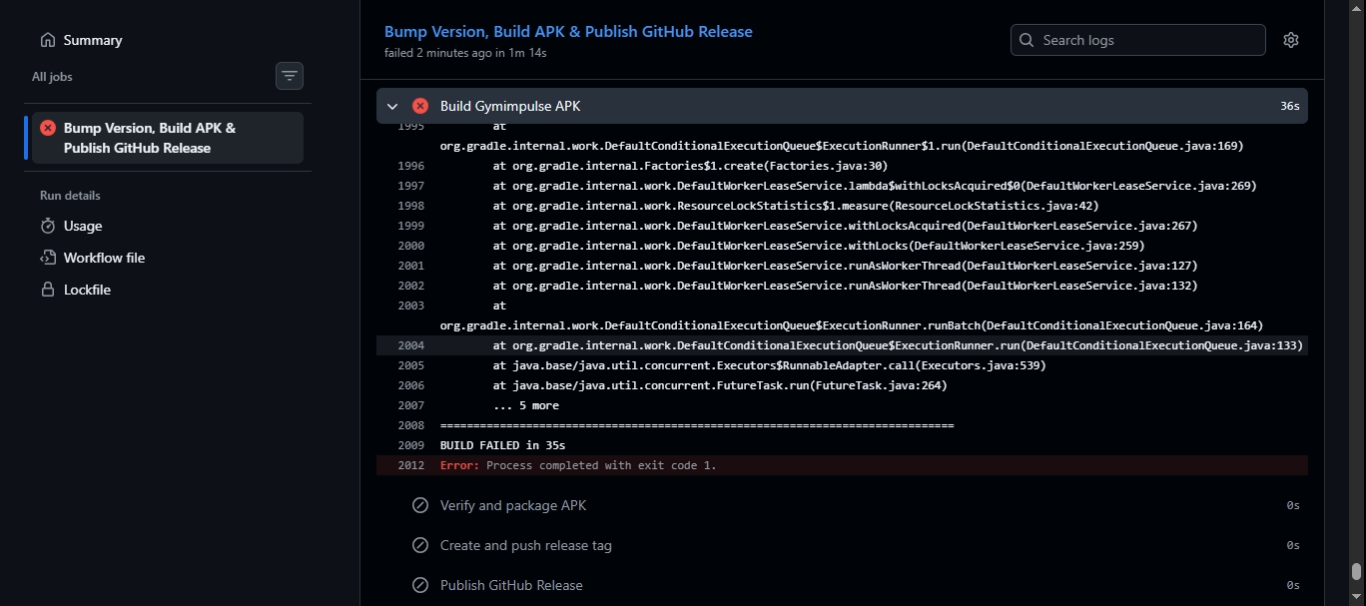 Summary
All jobs
Bump Version, Build APK &
Publish GitHub Release
Run details
Usage
Workflow file
Lockfile
Bump Version, Build APK & Publish GitHub Release
failed 2 minutes ago in 1m 14s
Search logs
Build Gymimpulse APK 36s
1995 at
org.gradle.internal.work.DefaultConditionalExecutionQueue$ExecutionRunner$1.run(DefaultConditionalExecutionQueue.java:169)
1996 at org.gradle.internal.Factories$1.create(Factories.java:30)
1997 at org.gradle.internal.work.DefaultWorkerLeaseService.lambda$withLocksAcquired$0(DefaultWorkerLeaseService.java:269)
1998 at org.gradle.internal.work.ResourceLockStatistics$1.measure(ResourceLockStatistics.java:42)
1999 at org.gradle.internal.work.DefaultWorkerLeaseService.withLocksAcquired(DefaultWorkerLeaseService.java:267)
2000 at org.gradle.internal.work.DefaultWorkerLeaseService.withLocks(DefaultWorkerLeaseService.java:259)
2001 at org.gradle.internal.work.DefaultWorkerLeaseService.runAsWorkerThread(DefaultWorkerLeaseService.java:127)
2002 at org.gradle.internal.work.DefaultWorkerLeaseService.runAsWorkerThread(DefaultWorkerLeaseService.java:132)
2003 at
org.gradle.internal.work.DefaultConditionalExecutionQueue$ExecutionRunner.runBatch(DefaultConditionalExecutionQueue.java:164)
2004 at org.gradle.internal.work.DefaultConditionalExecutionQueue$ExecutionRunner.run(DefaultConditionalExecutionQueue.java:133)
2005 at java.base/java.util.concurrent.Executors$RunnableAdapter.call(Executors.java:539)
2006 at java.base/java.util.concurrent.FutureTask.run(FutureTask.java:264)
2007 ... 5 more
2008 ==============================================================================
2009 BUILD FAILED in 35s
2012 Error: Process completed with exit code 1.
Verify and package APK 0s
Create and push release tag 0s
Publish GitHub Release 0s